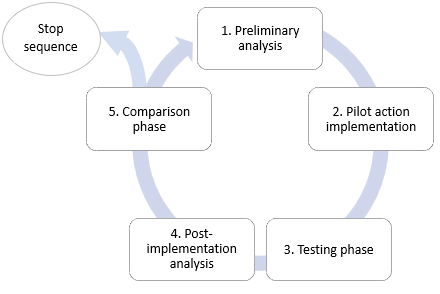 Stop
sequence
1. Preliminary
analysis
2. Pilot action
implementation
3. Testing phase
4. Post-
implementation
analysis
5. Comparison
phase